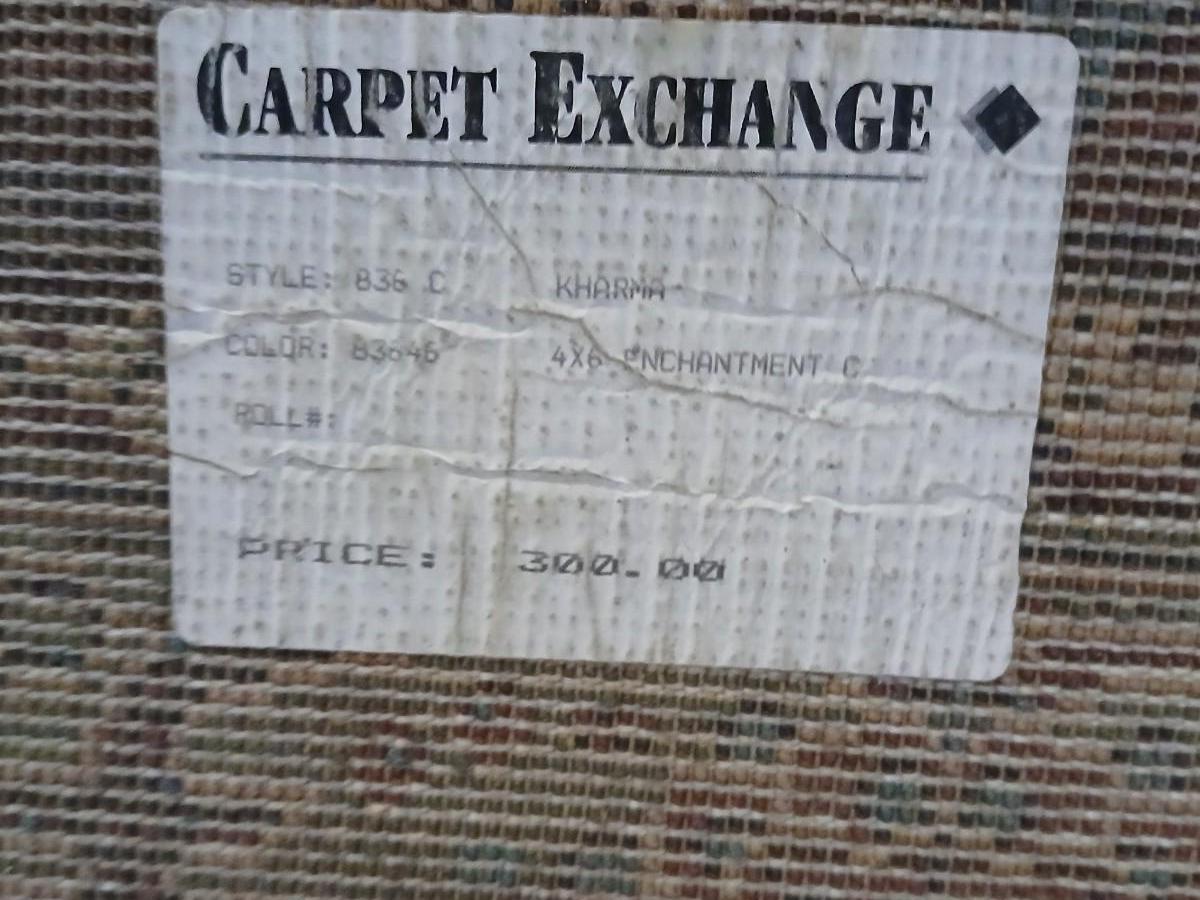 CARPET EXCHANGE
STYLE: 836 C KHARMA
COLOR: 83646 4X6 ENCHANTMENT C
ROLL#:
PRICE: 300.00